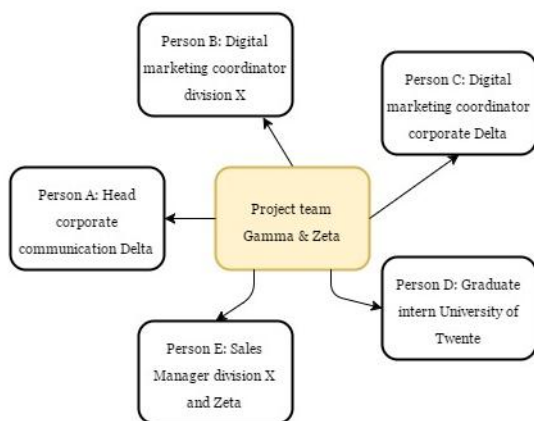 Person B: Digital
marketing coordinator
division X
Person C: Digital
marketing coordinator
corporate Delta
Person A: Head
corporate
communication Delta
Project team
Gamma & Zeta
Person D: Graduate
intern University of
Twente
Person E: Sales
Manager division X
and Zeta